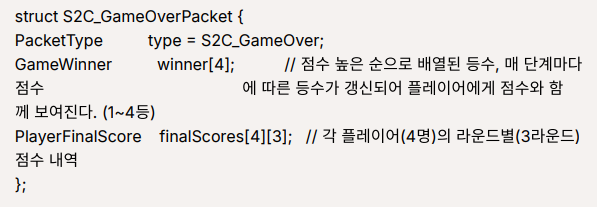 struct S2C_GameOverPacket {
PacketType type = S2C_GameOver;
GameWinner winner[4]; // 점수 높은 순으로 배열된 등수, 매 단계마다
점수 에 따른 등수가 갱신되어 플레이어에게 점수와 함
께 보여진다. (1~4등)
PlayerFinalScore finalScores[4][3]; // 각 플레이어(4명)의 라운드별(3라운드)
점수 내역
};